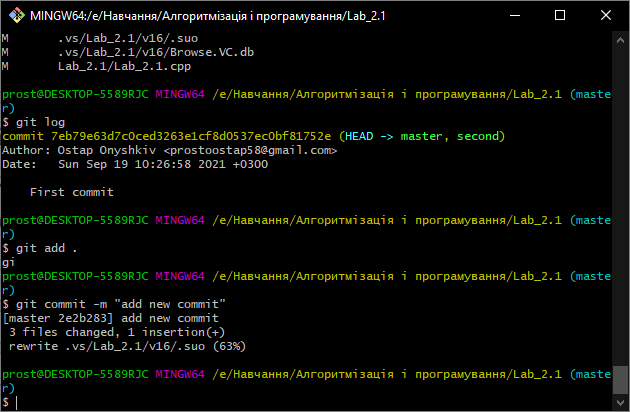 MINGW64:/e/Навчання/Алгоритмізація і програмування/Lab_2.1
M       .vs/Lab_2.1/v16/.suo
M       .vs/Lab_2.1/v16/Browse.VC.db
M       Lab_2.1/Lab_2.1.cpp
prost@DESKTOP-5589RJC MINGW64 /e/Навчання/Алгоритмізація і програмування/Lab_2.1 (maste
r)
$ git log
commit 7eb79e63d7c0ced3263e1cf8d0537ec0bf81752e (HEAD -> master, second)
Author: Ostap Onyshkiv <prostoostap58@gmail.com>
Date:   Sun Sep 19 10:26:58 2021 +0300
    First commit
prost@DESKTOP-5589RJC MINGW64 /e/Навчання/Алгоритмізація і програмування/Lab_2.1 (maste
r)
$ git add .
gi
prost@DESKTOP-5589RJC MINGW64 /e/Навчання/Алгоритмізація і програмування/Lab_2.1 (maste
r)
$ git commit -m "add new commit"
[master 2e2b283] add new commit
 3 files changed, 1 insertion(+)
 rewrite .vs/Lab_2.1/v16/.suo (63%)
prost@DESKTOP-5589RJC MINGW64 /e/Навчання/Алгоритмізація і програмування/Lab_2.1 (maste
r)
$